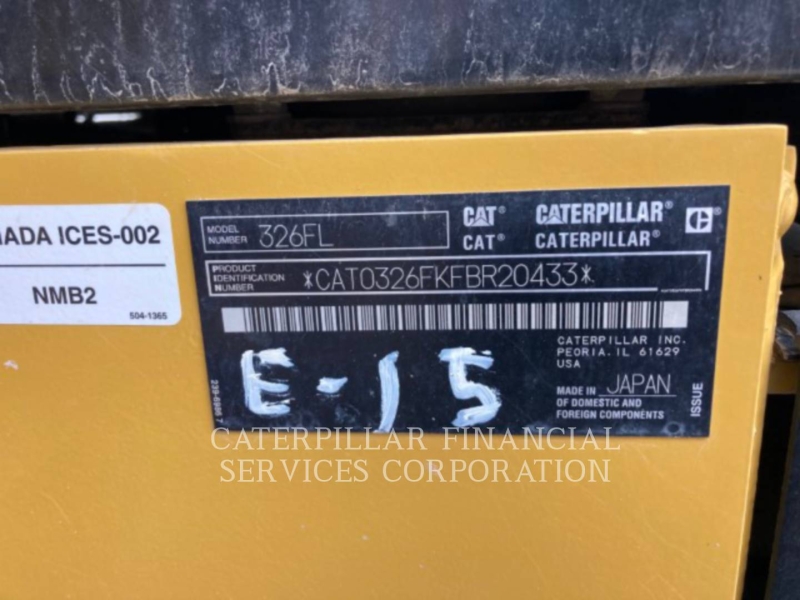 NADA ICES-002
NMB2
504-1365
MODEL NUMBER 326FL
CAT® CATERPILLAR®
CAT® CATERPILLAR®
PRODUCT IDENTIFICATION NUMBER *CAT0326FKFBR20433*
CATERPILLAR INC.
PEORIA, IL 61629
USA
E-15
MADE IN JAPAN
OF DOMESTIC AND
FOREIGN COMPONENTS
ISSUE
CATERPILLAR FINANCIAL
SERVICES CORPORATION